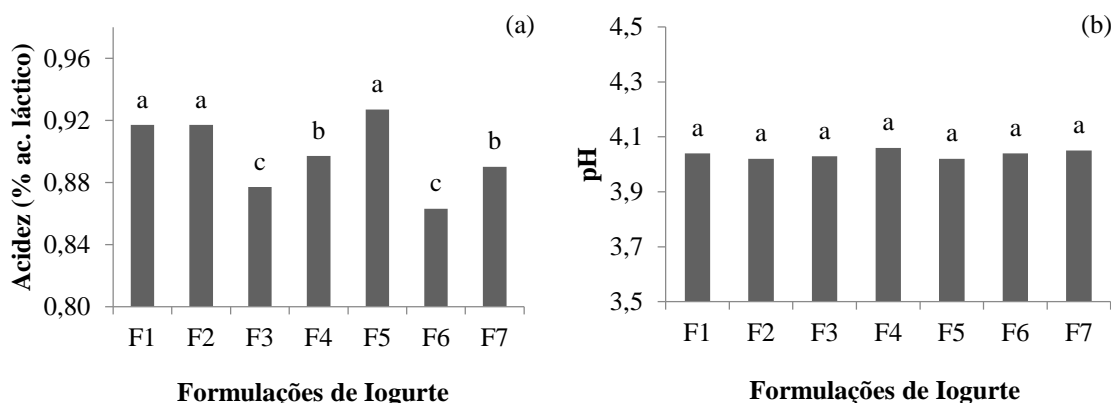 (a)
Acidez (% ac. láctico)
0,96
0,92
0,88
0,84
0,80
a a c b a c b
F1 F2 F3 F4 F5 F6 F7
Formulações de Iogurte
(b)
pH
4,5
4,3
4,1
3,9
3,7
3,5
a a a a a a a
F1 F2 F3 F4 F5 F6 F7
Formulações de Iogurte